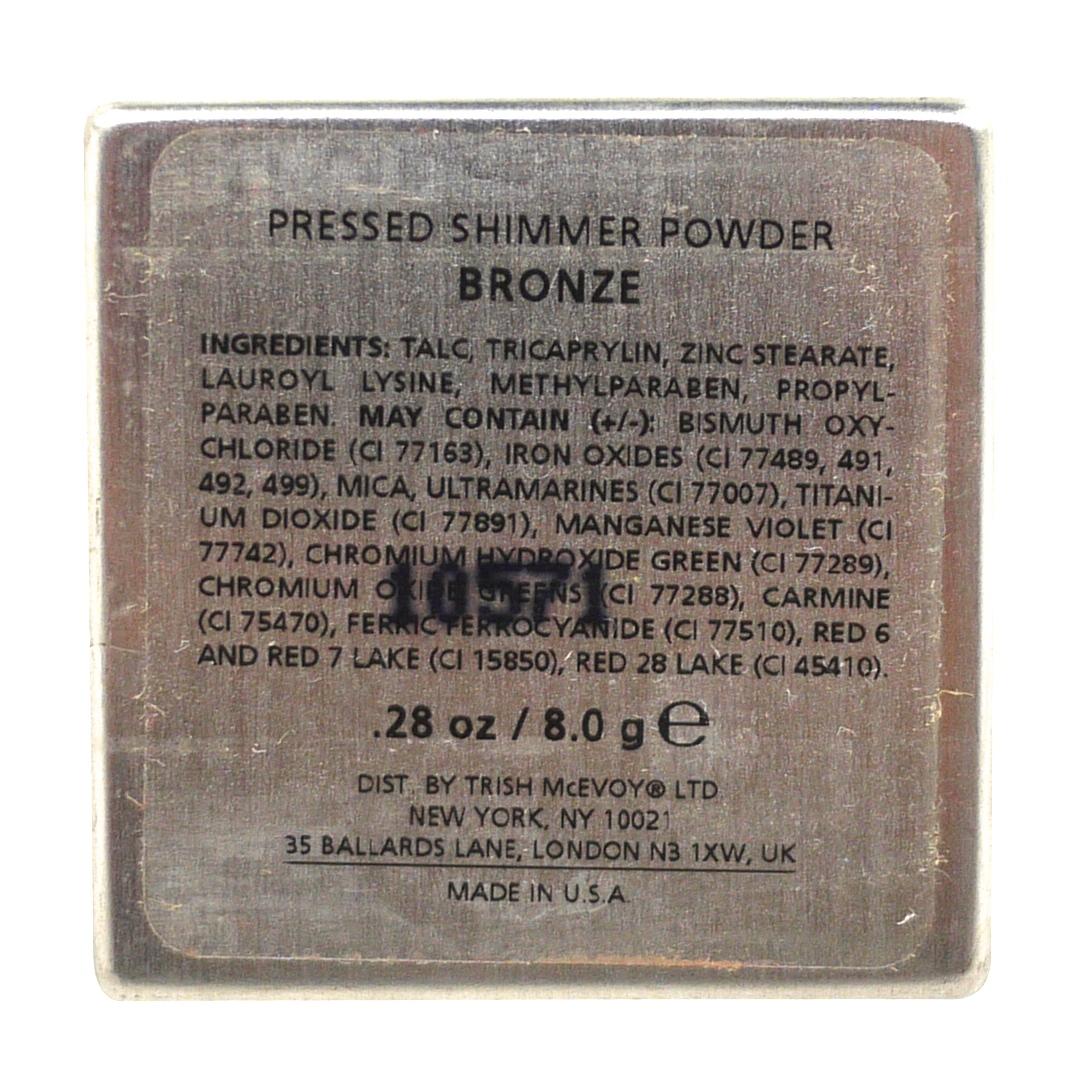 PRESSED SHIMMER POWDER
BRONZE
INGREDIENTS: TALC, TRICAPRYLIN, ZINC STEARATE,
LAUROYL LYSINE, METHYLPARABEN, PROPYL-
PARABEN. MAY CONTAIN (+/-): BISMUTH OXY-
CHLORIDE (CI 77163), IRON OXIDES (CI 77489, 491,
492, 499), MICA, ULTRAMARINES (CI 77007), TITANI-
UM DIOXIDE (CI 77891), MANGANESE VIOLET (CI
77742), CHROMIUM HYDROXIDE GREEN (CI 77289),
CHROMIUM OXIDE GREENS (CI 77288), CARMINE
10571
(CI 75470), FERRIC FERROCYANIDE (CI 77510), RED 6
AND RED 7 LAKE (CI 15850), RED 28 LAKE (CI 45410).
.28 oz / 8.0 g e
DIST. BY TRISH McEVOY® LTD
NEW YORK, NY 10021
35 BALLARDS LANE, LONDON N3 1XW, UK
MADE IN U.S.A.